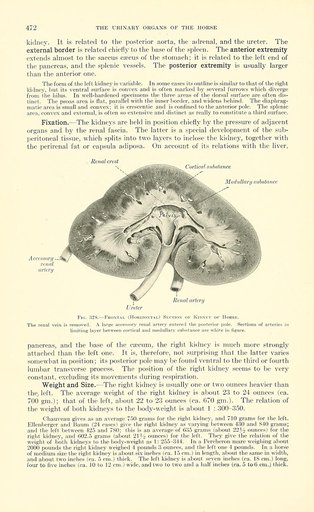 472
THE URINARY ORGANS OF THE HORSE
kidney. It is related to the posterior aorta, the adrenal, and the ureter. The
external border is related chiefly to the base of the spleen. The anterior extremity
extends almost to the saccus cæcus of the stomach; it is related to the left end of
the pancreas, and the splenic vessels. The posterior extremity is usually larger
than the anterior one.
The form of the left kidney is variable. In some cases its outline is similar to that of the right
kidney, but its ventral surface is convex and is often marked by several furrows which diverge
from the hilus. In well-hardened specimens the three areas of the dorsal surface are often dis-
tinct. The psoas area is flat, parallel with the inner border, and widens behind. The diaphrag-
matic area is small and convex; it is crescentic and is confined to the anterior pole. The splenic
area, convex and external, is often so extensive and distinct as really to constitute a third surface.
Fixation.—The kidneys are held in position chiefly by the pressure of adjacent
organs and by the renal fascia. The latter is a special development of the sub-
peritoneal tissue, which splits into two layers to inclose the kidney, together with
the perirenal fat or capsula adiposa. On account of its relations with the liver,
Renal crest
Cortical substance
Medullary substance
Pelvis
Accessory
renal
artery
Ureter
Renal artery
Fig. 378.—Frontal (Horizontal) Section of Kidney of Horse.
The renal vein is removed. A large accessory renal artery entered the posterior pole. Sections of arteries in
limiting layer between cortical and medullary substance are white in figure.
pancreas, and the base of the cæcum, the right kidney is much more strongly
attached than the left one. It is, therefore, not surprising that the latter varies
somewhat in position; its posterior pole may be found ventral to the third or fourth
lumbar transverse process. The position of the right kidney seems to be very
constant, excluding its movements during respiration.
Weight and Size.—The right kidney is usually one or two ounces heavier than
the left. The average weight of the right kidney is about 23 to 24 ounces (ca.
700 gm.); that of the left, about 22 to 23 ounces (ca. 670 gm.). The relation of
the weight of both kidneys to the body-weight is about 1 : 300–350.
Chauveau gives as an average 750 grams for the right kidney, and 710 grams for the left.
Ellenberger and Baum (24 cases) give the right kidney as varying between 430 and 840 grams;
and the left between 425 and 780; this is an average of 635 grams (about 22½ ounces) for the
right kidney, and 602.5 grams (about 21½ ounces) for the left. They give the relation of the
weight of both kidneys to the body-weight as 1: 255–344. In a Percheron mare weighing about
2000 pounds the right kidney weighed 4 pounds 3 ounces, and the left one 4 pounds. In a horse
of medium size the right kidney is about six inches (ca. 15 cm.) in length, about the same in width,
and about two inches (ca. 5 cm.) thick. The left kidney is about seven inches (ca. 18 cm.) long,
four to five inches (ca. 10 to 12 cm.) wide, and two to two and a half inches (ca. 5 to 6 cm.) thick.